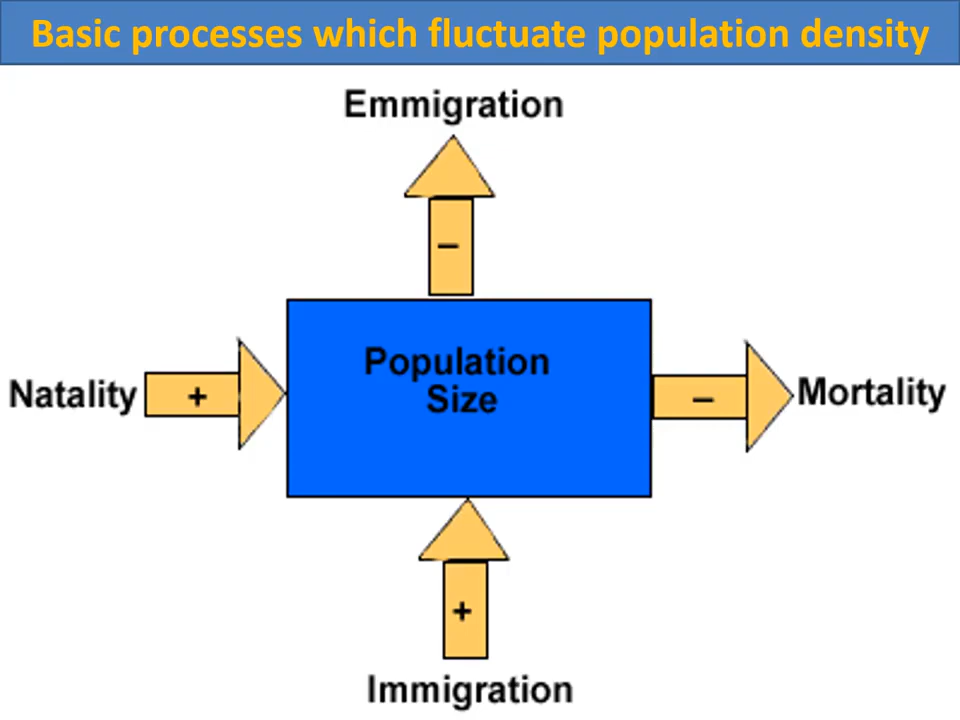 Basic processes which fluctuate population density
Emmigration
–
Population
Size
Natality
+
–
Mortality
+
Immigration